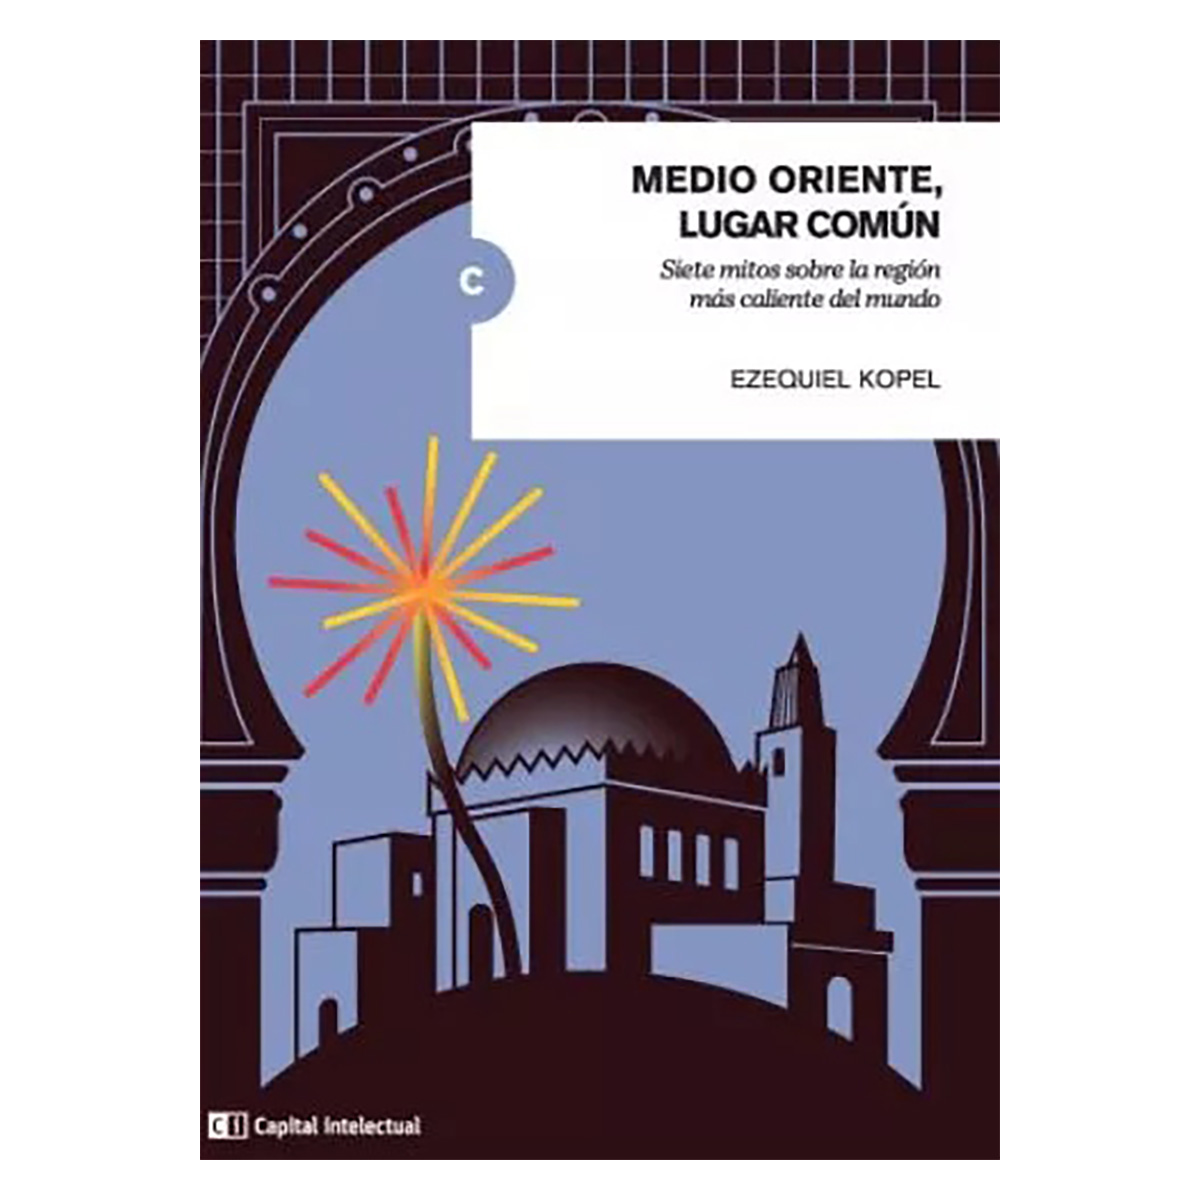 MEDIO ORIENTE,
LUGAR COMÚN
Siete mitos sobre la región
más caliente del mundo
C
EZEQUIEL KOPEL
Ci Capital intelectual